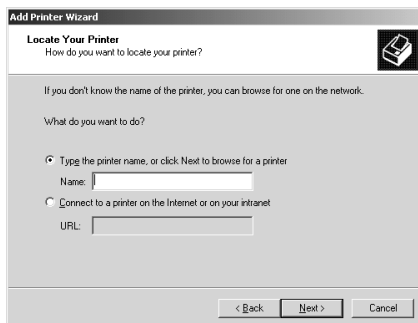 Add Printer Wizard
Locate Your Printer
How do you want to locate your printer?
If you don't know the name of the printer, you can browse for one on the network.
What do you want to do?
Type the printer name, or click Next to browse for a printer
Name:
Connect to a printer on the Internet or on your intranet
URL:
< Back Next > Cancel